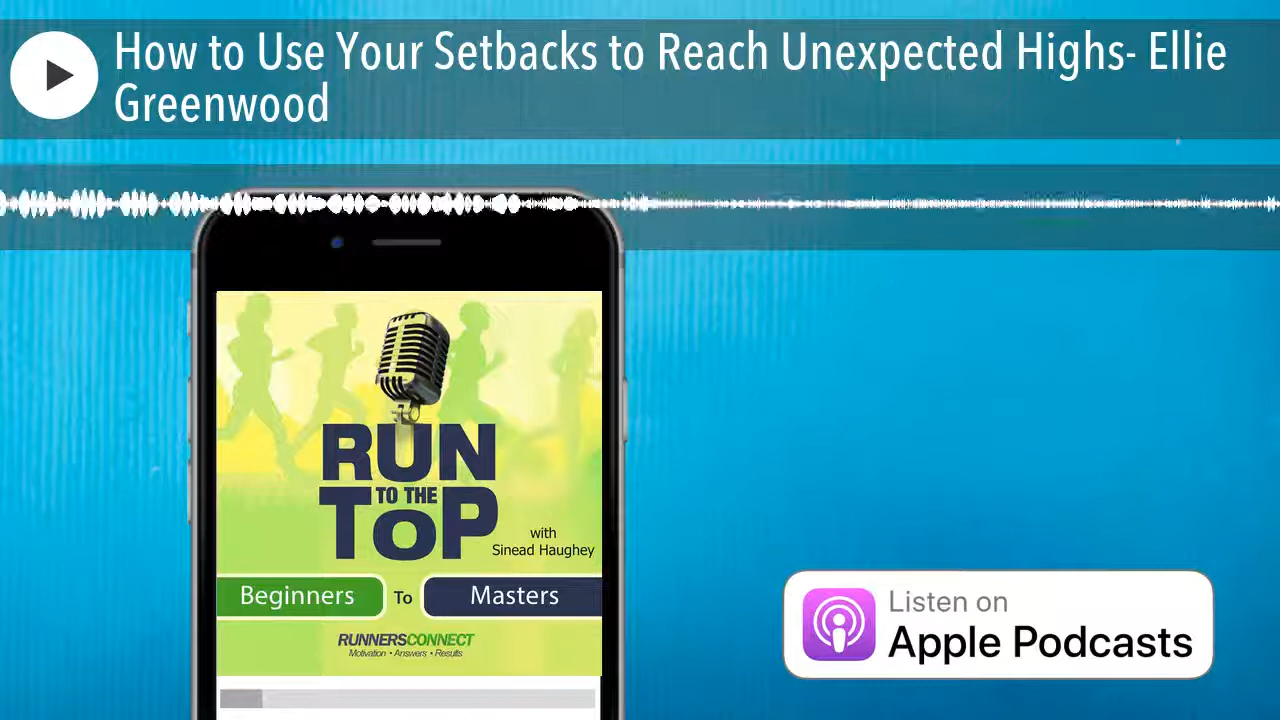 How to Use Your Setbacks to Reach Unexpected Highs- Ellie
Greenwood
RUN
TO THE
ToP
with
Sinead Haughey
Beginners To Masters
RUNNERSCONNECT
Motivation • Answers • Results
Listen on
Apple Podcasts